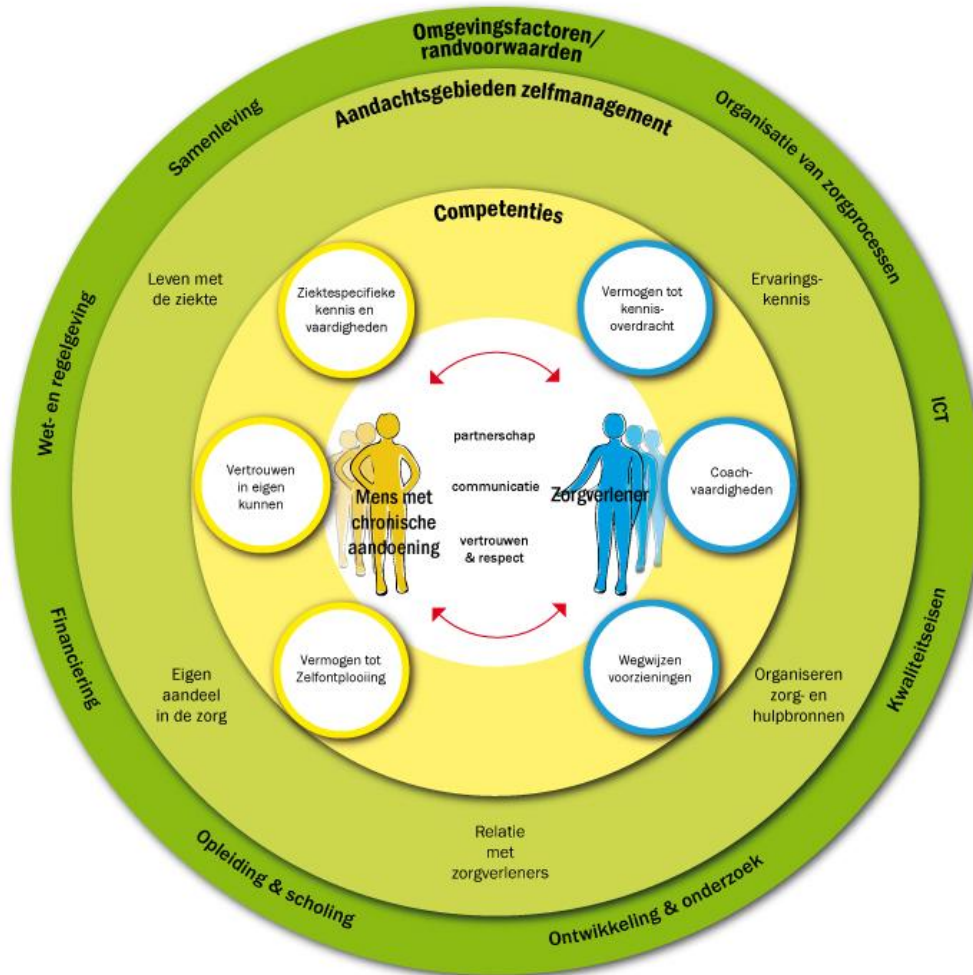 Omgevingsfactoren/
randvoorwaarden
Samenleving
Organisatie van zorgprocessen
Wet- en regelgeving
ICT
Financiering
Kwaliteitseisen
Opleiding & scholing
Ontwikkeling & onderzoek
Aandachtsgebieden zelfmanagement
Leven met
de ziekte
Ervarings-
kennis
Eigen
aandeel
in de zorg
Organiseren
zorg- en
hulpbronnen
Relatie
met
zorgverleners
Competenties
Ziektespecifieke
kennis en
vaardigheden
Vermogen tot
kennis-
overdracht
Vertrouwen
in eigen
kunnen
Coach-
vaardigheden
Vermogen tot
Zelfontplooiing
Wegwijzen
voorzieningen
Mens met
chronische
aandoening
partnerschap
communicatie
vertrouwen
& respect
Zorgverlener